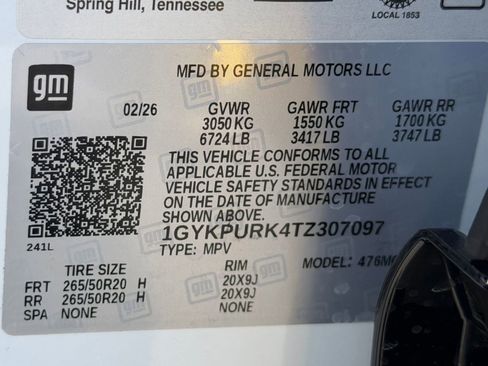 Spring Hill, Tennessee
LOCAL 1853
gm
MFD BY GENERAL MOTORS LLC
02/26 GVWR GAWR FRT GAWR RR
3050 KG 1550 KG 1700 KG
6724 LB 3417 LB 3747 LB
THIS VEHICLE CONFORMS TO ALL
APPLICABLE U.S. FEDERAL MOTOR
VEHICLE SAFETY STANDARDS IN EFFECT
ON THE DATE OF MANUFACTURE
SHOWN ABOVE.
1GYKPURK4TZ307097
241L
TYPE: MPV MODEL: 476M
TIRE SIZE RIM
FRT 265/50R20 H 20X9J
RR 265/50R20 H 20X9J
SPA NONE NONE